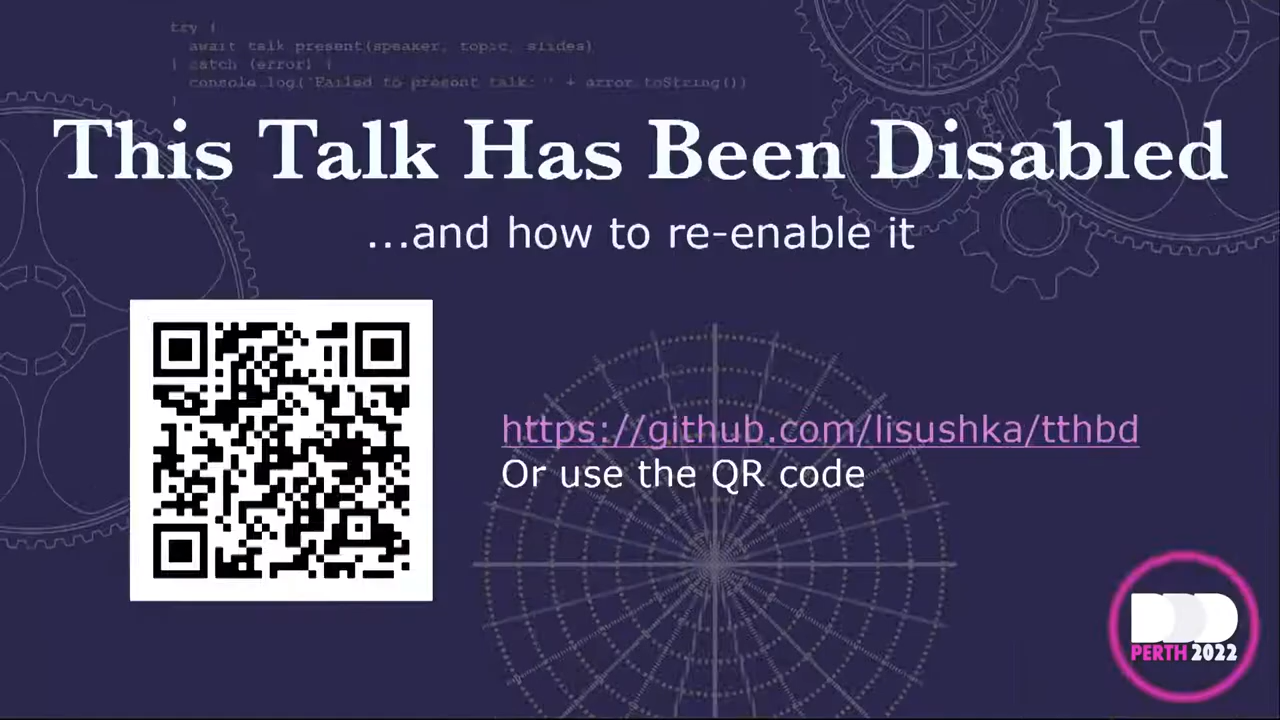 try {
await talk.present(speaker, topic, slides)
} catch (error) {
console.log("Failed to present talk: " + error.toString())
}
This Talk Has Been Disabled
...and how to re-enable it
https://github.com/lisushka/tthbd
Or use the QR code
DDD
PERTH 2022